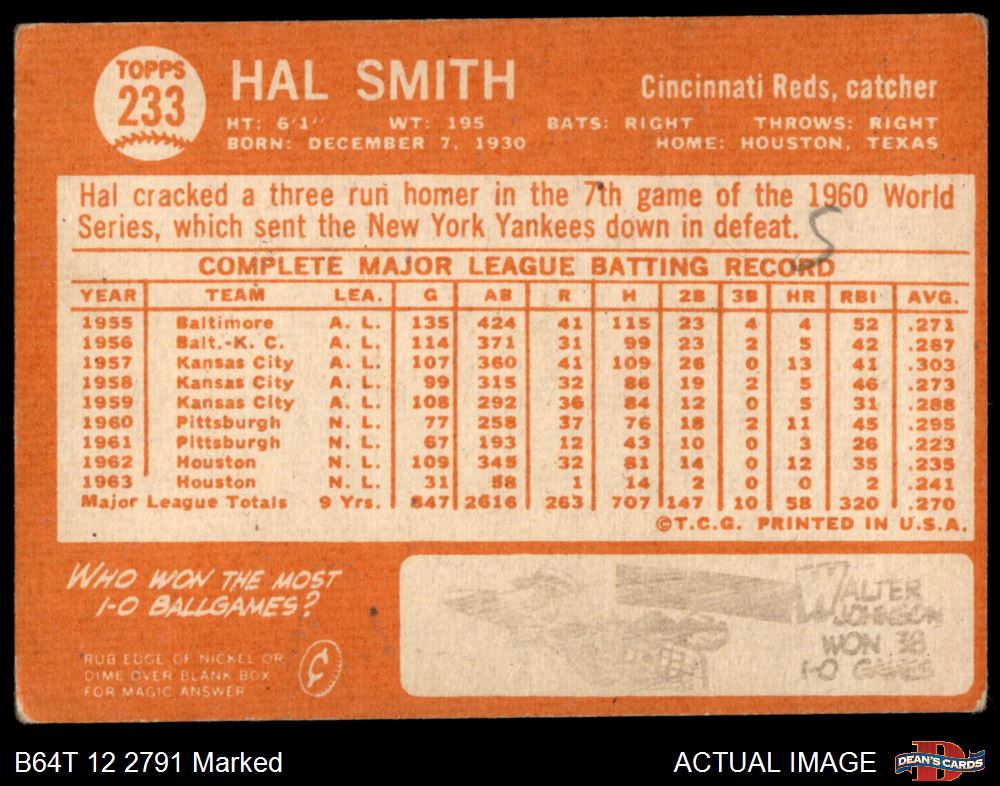 TOPPS
233
HAL SMITH
Cincinnati Reds, catcher
HT: 6'1" WT: 195 BATS: RIGHT THROWS: RIGHT
BORN: DECEMBER 7, 1930 HOME: HOUSTON, TEXAS
Hal cracked a three run homer in the 7th game of the 1960 World
Series, which sent the New York Yankees down in defeat.
S
COMPLETE MAJOR LEAGUE BATTING RECORD
YEAR TEAM LEA. G AB R H 2B 3B HR RBI AVG.
1955 Baltimore A. L. 135 424 41 115 23 4 4 52 .271
1956 Balt.-K. C. A. L. 114 371 31 99 23 2 5 42 .267
1957 Kansas City A. L. 107 360 41 109 26 0 13 41 .303
1958 Kansas City A. L. 99 315 32 86 19 2 5 46 .273
1959 Kansas City A. L. 108 292 36 84 12 0 5 31 .288
1960 Pittsburgh N. L. 77 258 37 76 18 2 11 45 .295
1961 Pittsburgh N. L. 67 193 12 43 10 0 3 26 .223
1962 Houston N. L. 109 345 32 81 14 0 12 35 .235
1963 Houston N. L. 31 58 1 14 2 0 0 2 .241
Major League Totals 9 Yrs. 847 2616 263 707 147 10 58 320 .270
©T.C.G. PRINTED IN U.S.A.
WHO WON THE MOST
1-0 BALLGAMES?
RUB EDGE OF NICKEL OR
DIME OVER BLANK BOX
FOR MAGIC ANSWER
¢
WALTER
JOHNSON
WON 38
1-0 GAMES
B64T 12 2791 Marked
ACTUAL IMAGE
D
DEAN'S CARDS